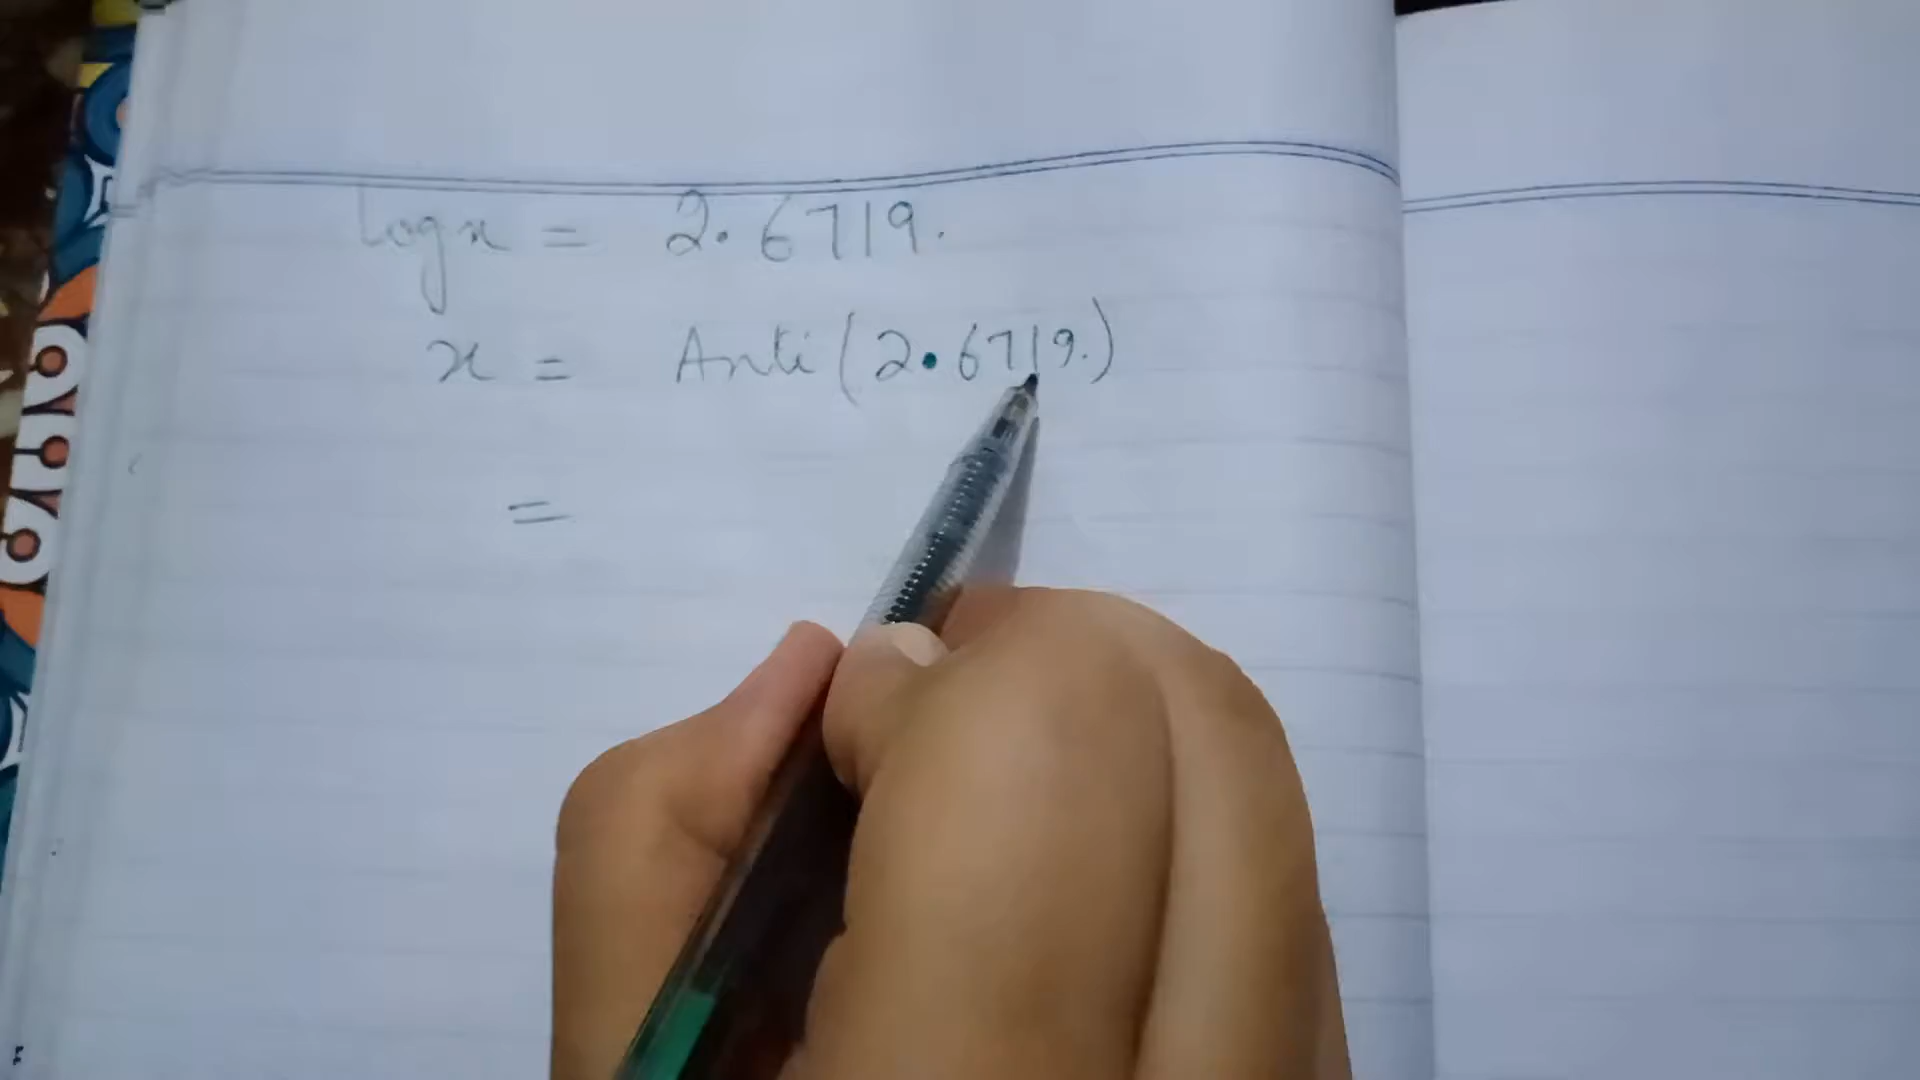 log x = 2.6719.
x = Anti(2.6719.)
=